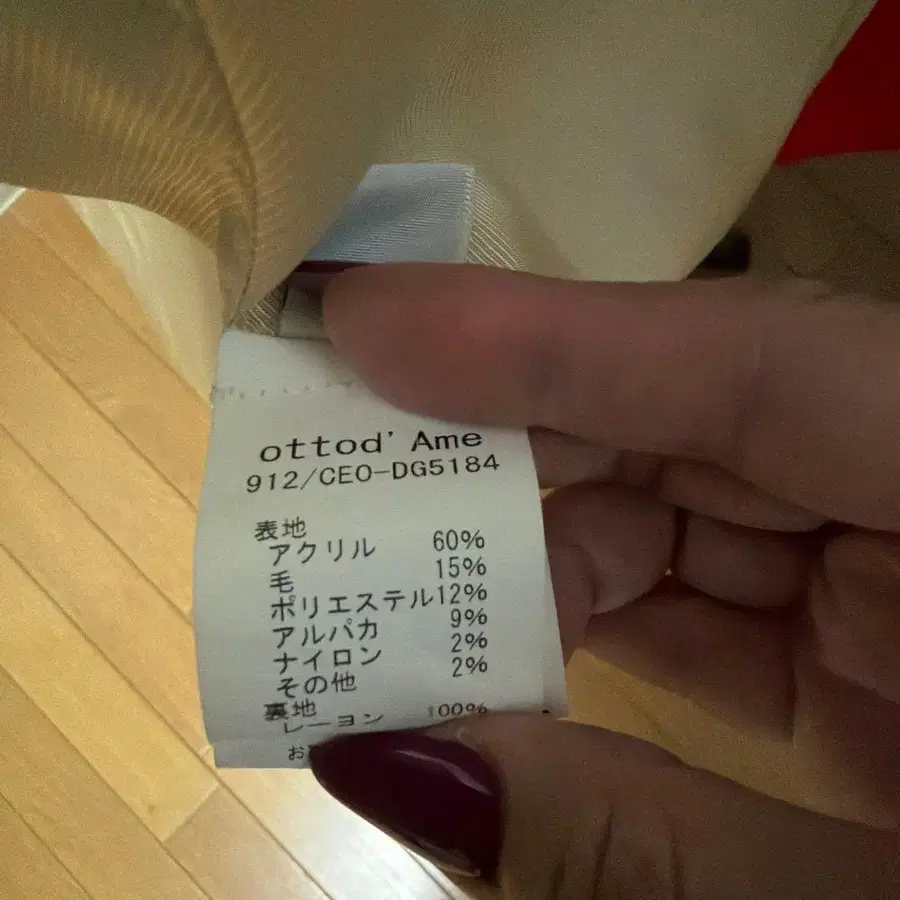 ottod' Ame
912/CEO-DG5184
表地
アクリル 60%
毛 15%
ポリエステル 12%
アルパカ 9%
ナイロン 2%
その他 2%
裏地
レーヨン 100%
お